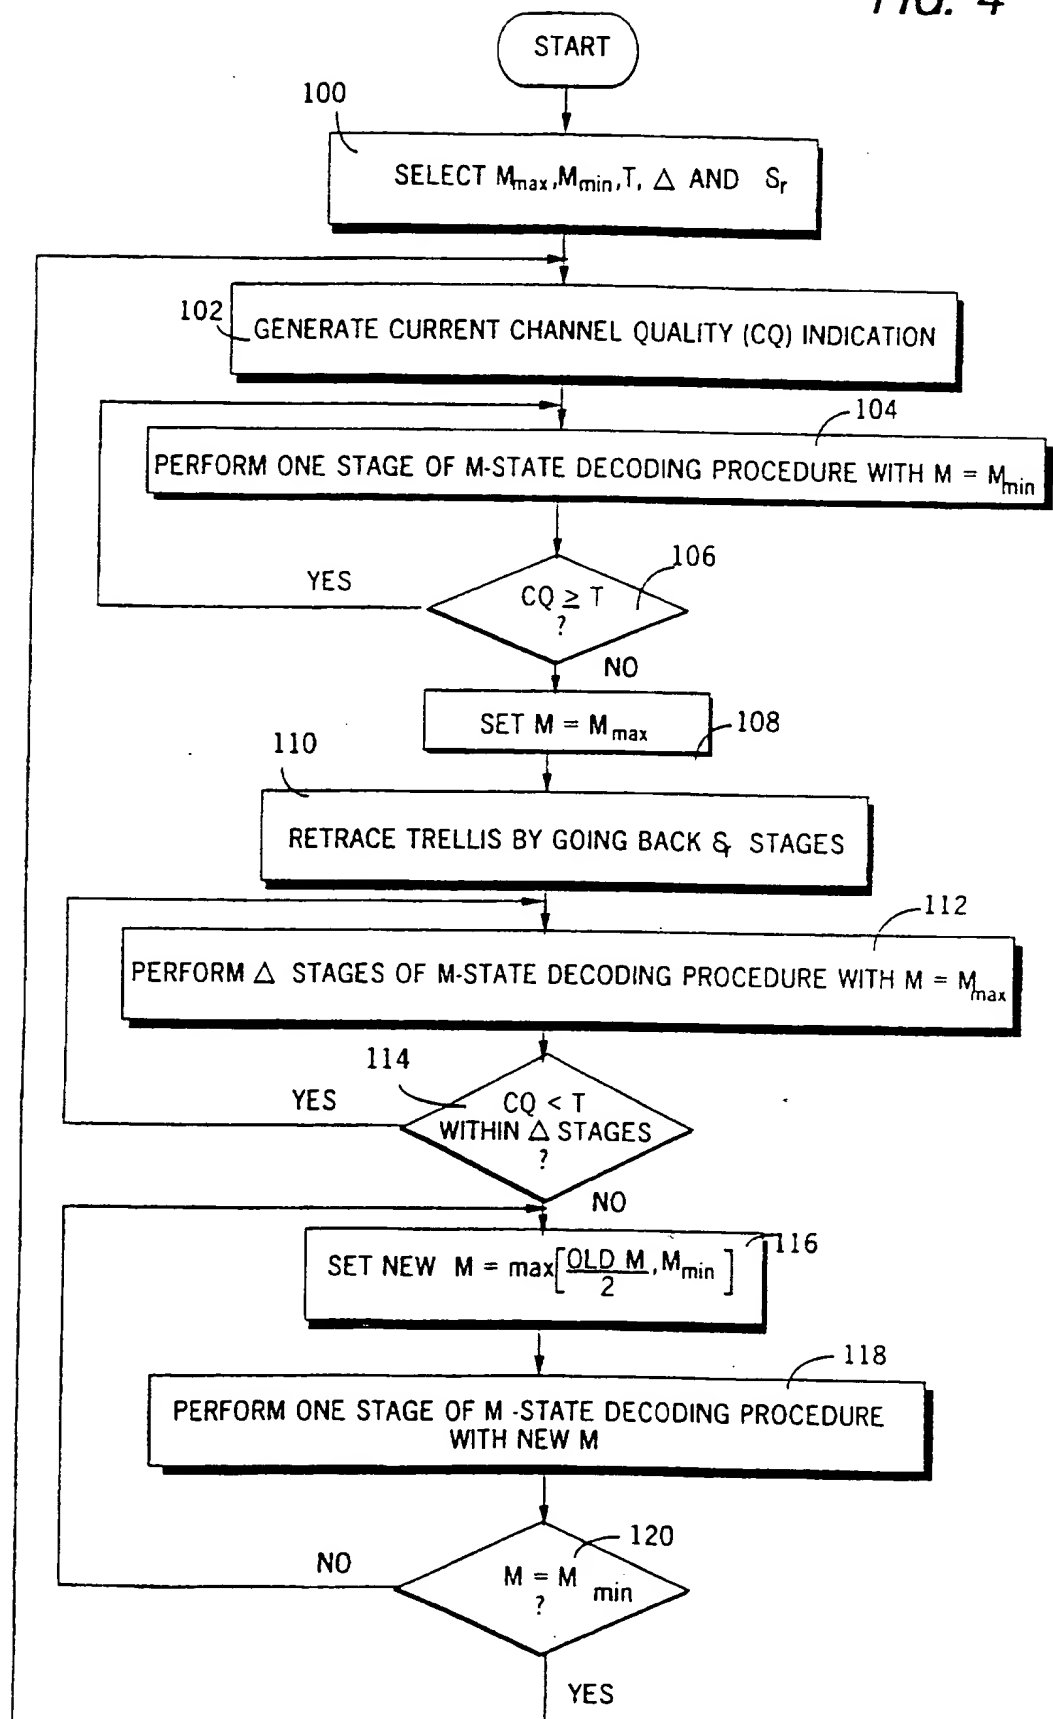 FIG. 4
START
100
SELECT Mmax,Mmin,T, △ AND Sr
102
GENERATE CURRENT CHANNEL QUALITY (CQ) INDICATION
104
PERFORM ONE STAGE OF M-STATE DECODING PROCEDURE WITH M = Mmin
106
YES
CQ ≥ T
?
NO
SET M = Mmax
108
110
RETRACE TRELLIS BY GOING BACK & STAGES
112
PERFORM △ STAGES OF M-STATE DECODING PROCEDURE WITH M = Mmax
114
YES
CQ < T
WITHIN △ STAGES
?
NO
116
SET NEW M = max[OLD M/2, Mmin]
118
PERFORM ONE STAGE OF M -STATE DECODING PROCEDURE
WITH NEW M
120
NO
M = M min
?
YES